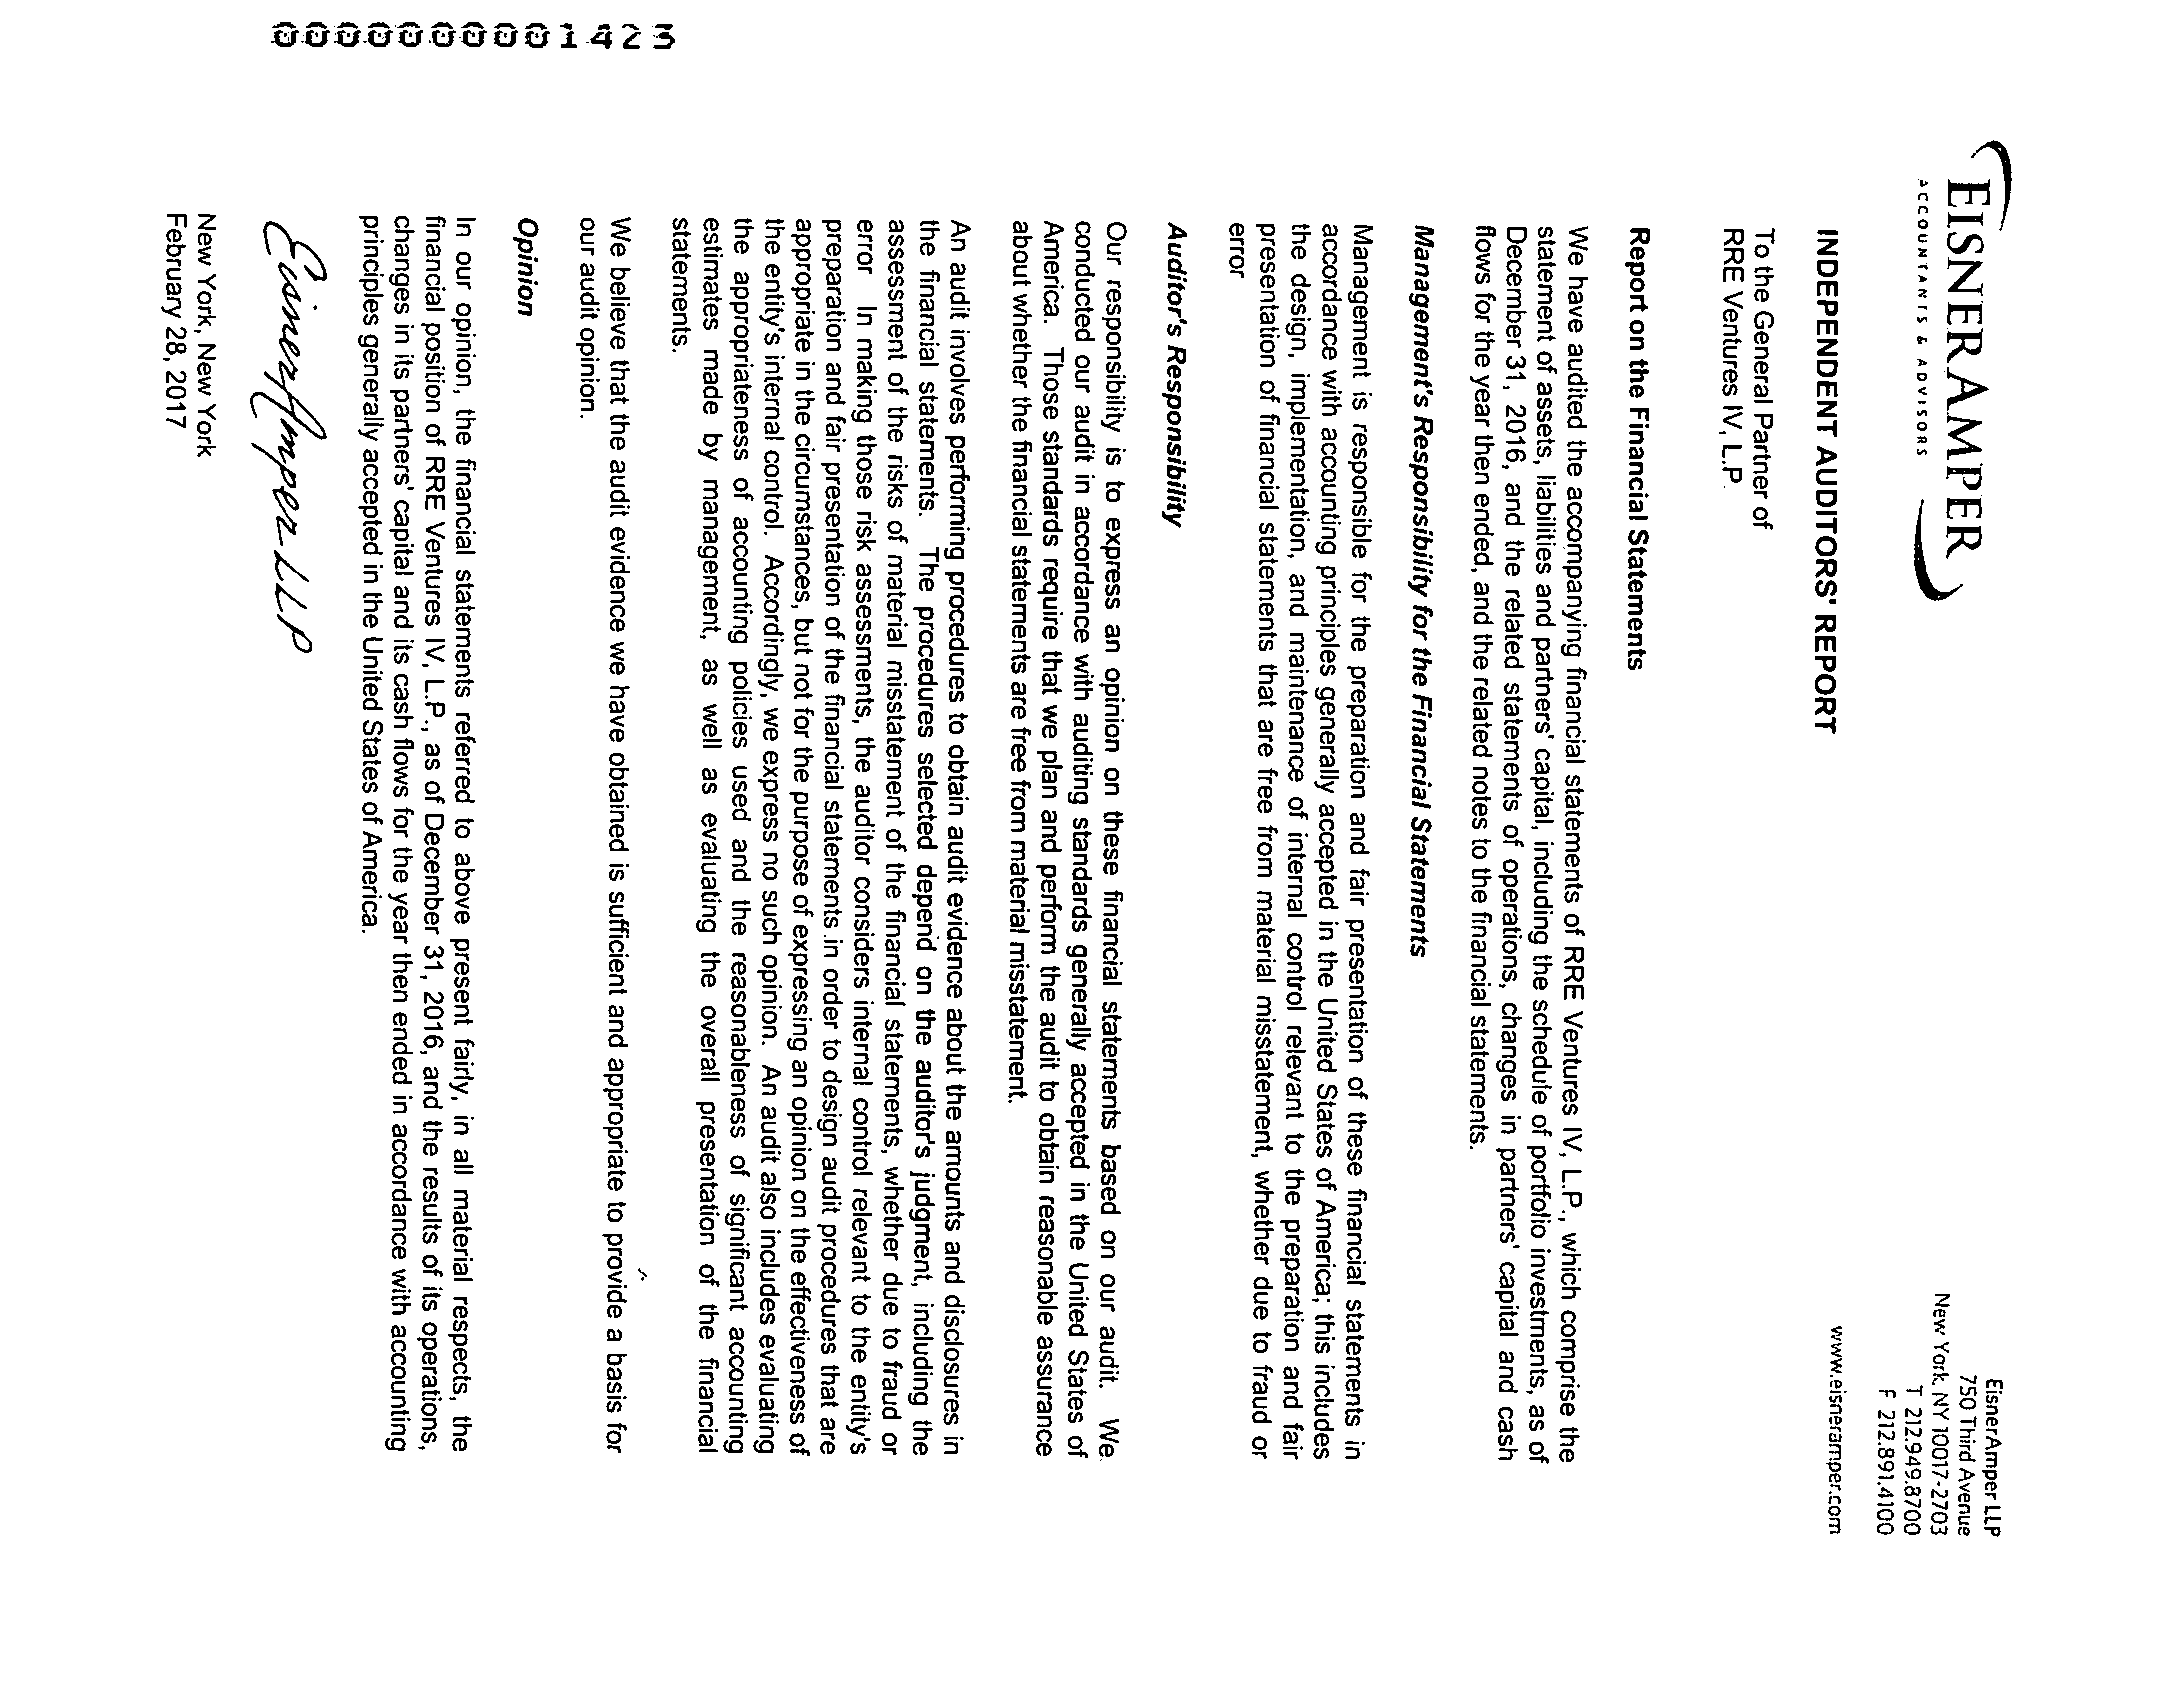 EISNERAMPER
ACCOUNTANTS & ADVISORS
EisnerAmper LLP
750 Third Avenue
New York, NY 10017-2703
T 212.949.8700
F 212.891.4100
www.eisneramper.com
INDEPENDENT AUDITORS' REPORT
To the General Partner of
RRE Ventures IV, L.P.
Report on the Financial Statements
We have audited the accompanying financial statements of RRE Ventures IV, L.P., which comprise the
statement of assets, liabilities and partners' capital, including the schedule of portfolio investments, as of
December 31, 2016, and the related statements of operations, changes in partners' capital and cash
flows for the year then ended, and the related notes to the financial statements.
Management's Responsibility for the Financial Statements
Management is responsible for the preparation and fair presentation of these financial statements in
accordance with accounting principles generally accepted in the United States of America; this includes
the design, implementation, and maintenance of internal control relevant to the preparation and fair
presentation of financial statements that are free from material misstatement, whether due to fraud or
error
Auditor's Responsibility
Our responsibility is to express an opinion on these financial statements based on our audit. We
conducted our audit in accordance with auditing standards generally accepted in the United States of
America. Those standards require that we plan and perform the audit to obtain reasonable assurance
about whether the financial statements are free from material misstatement.
An audit involves performing procedures to obtain audit evidence about the amounts and disclosures in
the financial statements. The procedures selected depend on the auditor's judgment, including the
assessment of the risks of material misstatement of the financial statements, whether due to fraud or
error In making those risk assessments, the auditor considers internal control relevant to the entity's
preparation and fair presentation of the financial statements in order to design audit procedures that are
appropriate in the circumstances, but not for the purpose of expressing an opinion on the effectiveness of
the entity's internal control. Accordingly, we express no such opinion. An audit also includes evaluating
the appropriateness of accounting policies used and the reasonableness of significant accounting
estimates made by management, as well as evaluating the overall presentation of the financial
statements.
We believe that the audit evidence we have obtained is sufficient and appropriate to provide a basis for
our audit opinion.
Opinion
In our opinion, the financial statements referred to above present fairly, in all material respects, the
financial position of RRE Ventures IV, L.P., as of December 31, 2016, and the results of its operations,
changes in its partners' capital and its cash flows for the year then ended in accordance with accounting
principles generally accepted in the United States of America.
EisnerAmper LLP
New York, New York
February 28, 2017
0000000001423